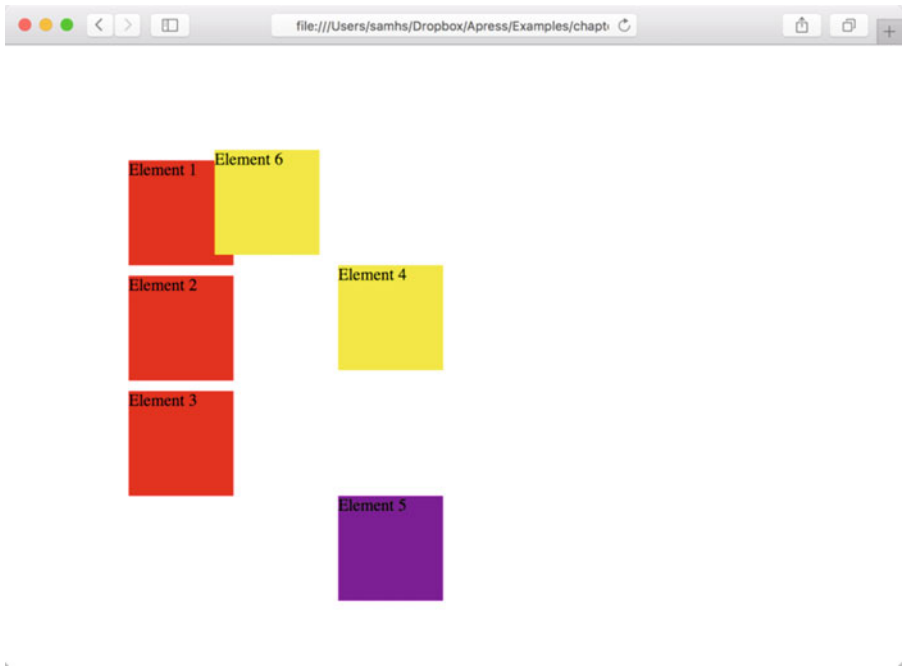 file:///Users/samhs/Dropbox/Apress/Examples/chapt
Element 6
Element 1
Element 4
Element 2
Element 3
Element 5